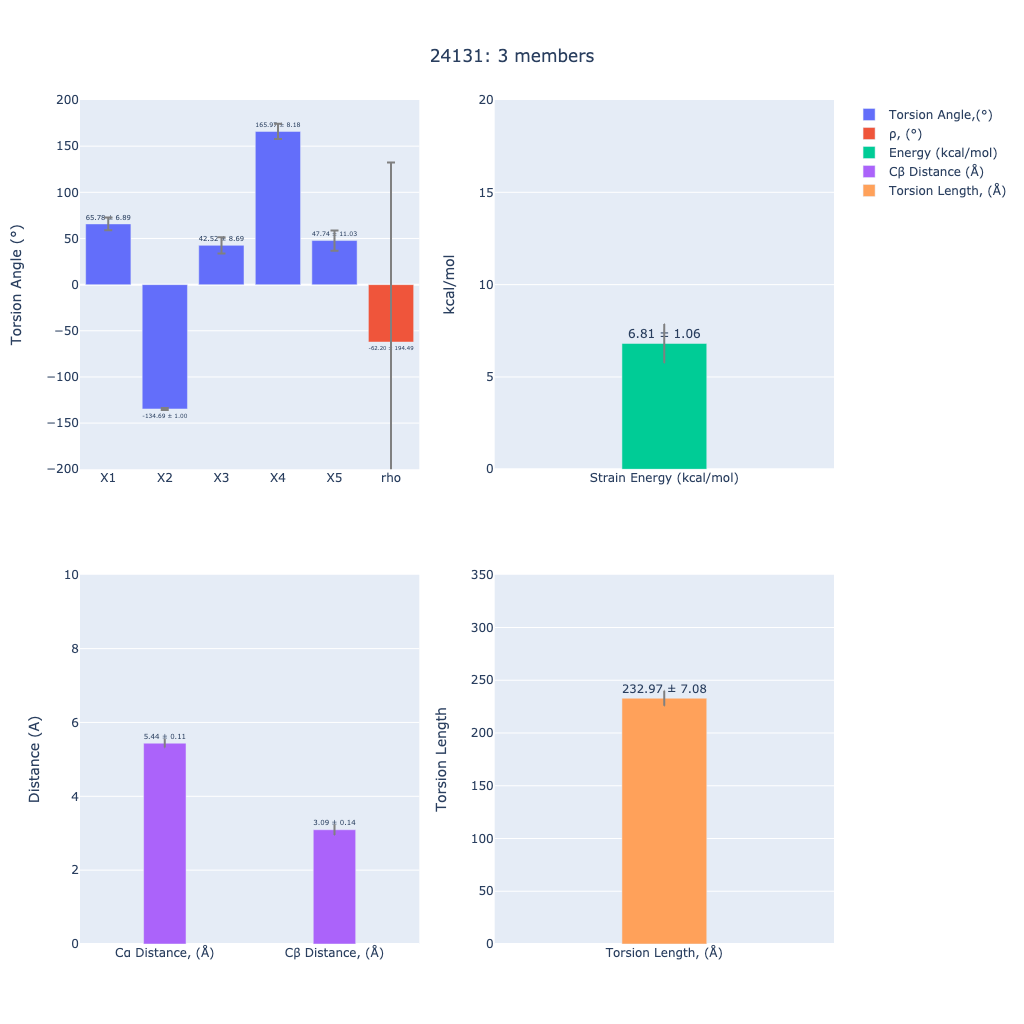 24131: 3 members
Torsion Angle (°)
200
150
100
50
0
−50
−100
−150
−200
65.78 ± 6.89
-134.69 ± 1.00
42.52 ± 8.69
165.97 ± 8.18
47.74 ± 11.03
-62.20 ± 194.49
X1 X2 X3 X4 X5 rho
kcal/mol
20
15
10
5
0
6.81 ± 1.06
Strain Energy (kcal/mol)
Torsion Angle,(°)
ρ, (°)
Energy (kcal/mol)
Cβ Distance (Å)
Torsion Length, (Å)
Distance (A)
10
8
6
4
2
0
5.44 ± 0.11
3.09 ± 0.14
Cα Distance, (Å) Cβ Distance, (Å)
Torsion Length
350
300
250
200
150
100
50
0
232.97 ± 7.08
Torsion Length, (Å)